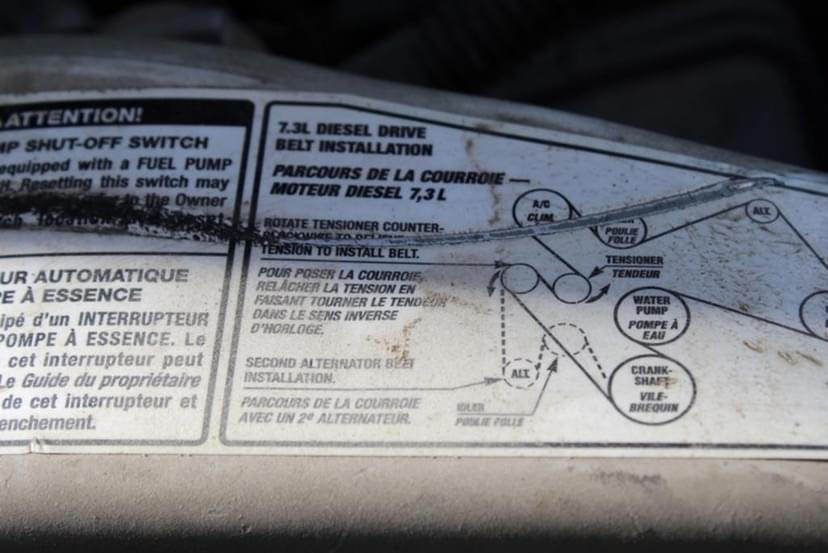 ATTENTION!
MP SHUT-OFF SWITCH
equipped with a FUEL PUMP
H. Resetting this switch may
to the Owner
UR AUTOMATIQUE
PE À ESSENCE
ipé d'un INTERRUPTEUR
POMPE À ESSENCE. Le
cet interrupteur peut
Le Guide du propriétaire
de cet interrupteur et
enchement.
7.3L DIESEL DRIVE
BELT INSTALLATION
PARCOURS DE LA COURROIE —
MOTEUR DIESEL 7,3 L
ROTATE TENSIONER COUNTER-
CLOCKWISE TO RELIEVE
TENSION TO INSTALL BELT.
POUR POSER LA COURROIE,
RELÂCHER LA TENSION EN
FAISANT TOURNER LE TENDEUR
DANS LE SENS INVERSE
D'HORLOGE.
SECOND ALTERNATOR BELT
INSTALLATION.
PARCOURS DE LA COURROIE
AVEC UN 2e ALTERNATEUR.
A/C
CLIM.
POULIE
FOLLE
ALT.
TENSIONER
TENDEUR
WATER
PUMP
POMPE À
EAU
CRANK-
SHAFT
VILE-
BREQUIN
ALT.
IDLER
POULIE FOLLE